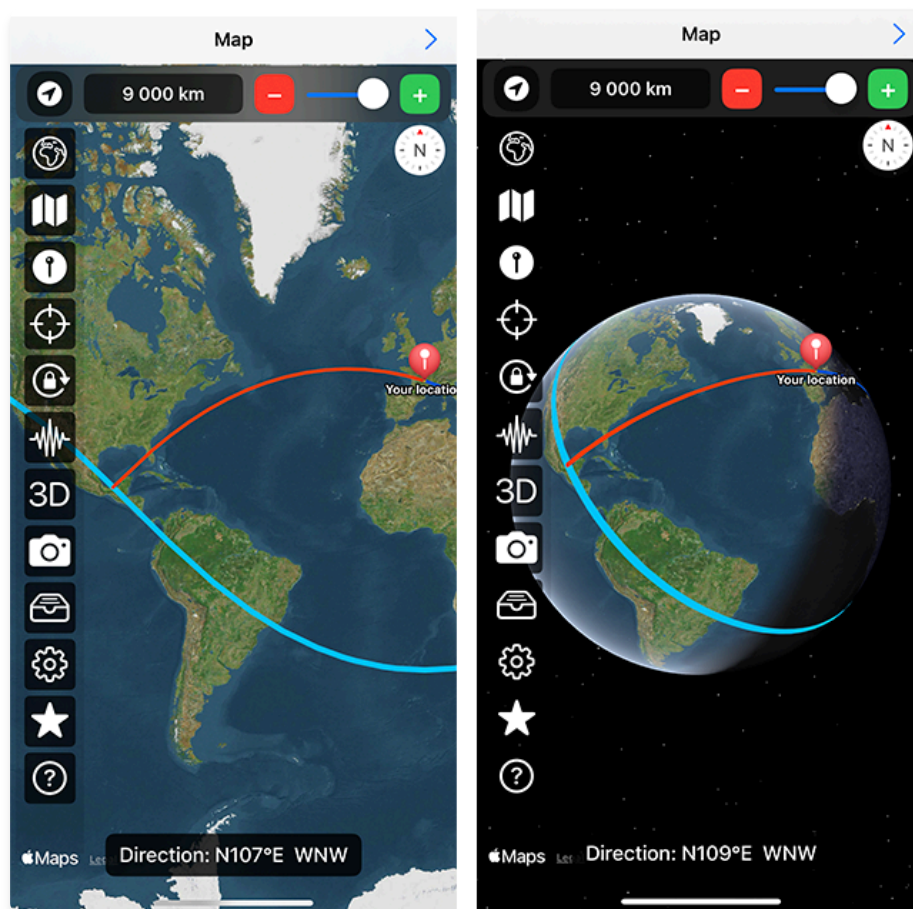 Map
9 000 km
N
3D
Your locatio
Maps
Direction: N107°E WNW
Map
9 000 km
N
3D
Your location
Maps
Direction: N109°E WNW